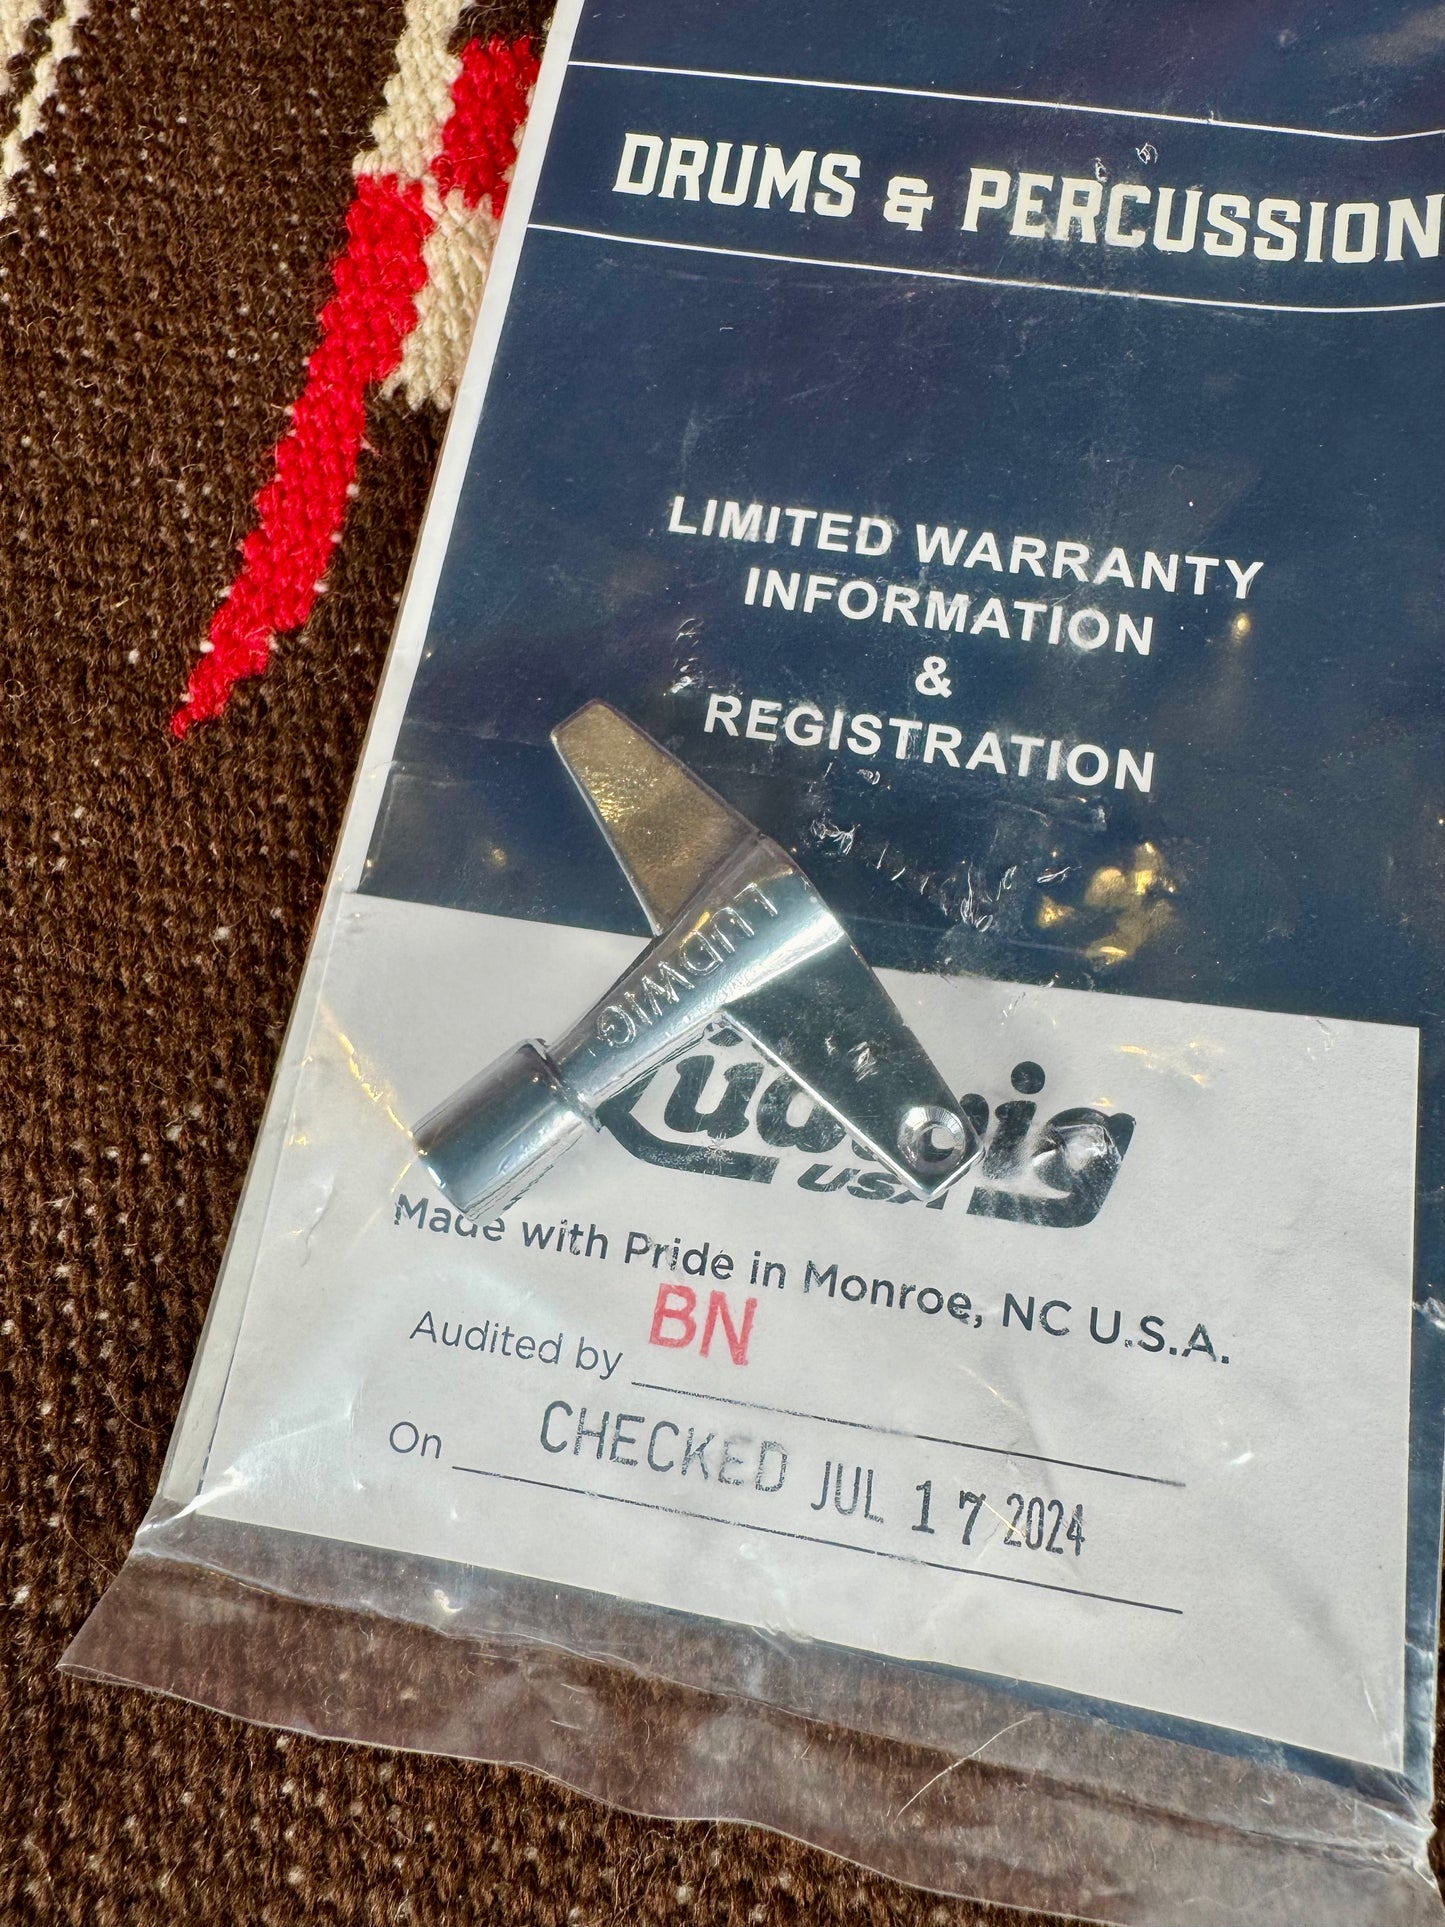 DRUMS & PERCUSSION
LIMITED WARRANTY
INFORMATION
&
REGISTRATION
LUDWIG
Ludwig
USA
Made with Pride in Monroe, NC U.S.A.
Audited by BN
On CHECKED JUL 17 2024